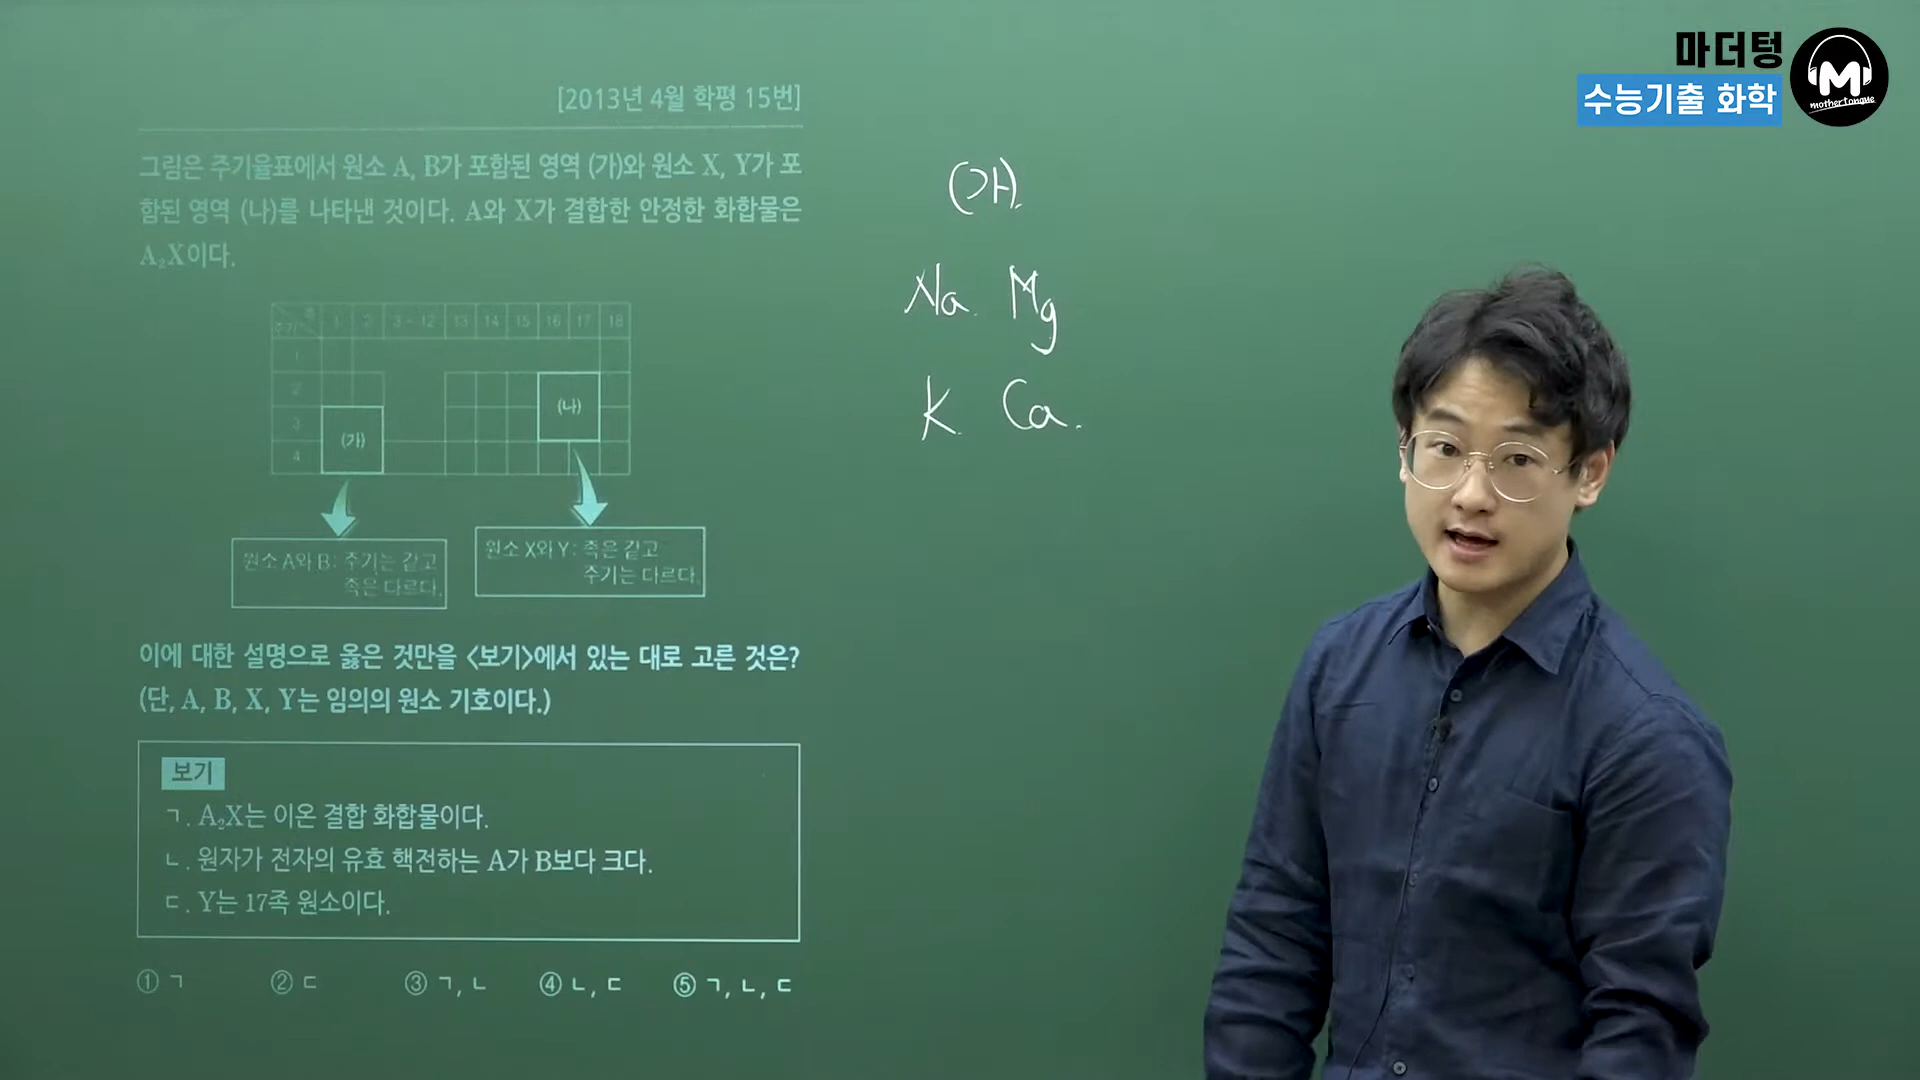 마더텅
수능기출 화학
M
mothertongue
[2013년 4월 학평 15번]
그림은 주기율표에서 원소 A, B가 포함된 영역 (가)와 원소 X, Y가 포
함된 영역 (나)를 나타낸 것이다. A와 X가 결합한 안정한 화합물은
A₂X이다.
주기 족 1 2 3~12 13 14 15 16 17 18
1
2
3
4
(가)
(나)
원소 A와 B: 주기는 같고
족은 다르다.
원소 X와 Y: 족은 같고
주기는 다르다.
이에 대한 설명으로 옳은 것만을 <보기>에서 있는 대로 고른 것은?
(단, A, B, X, Y는 임의의 원소 기호이다.)
보기
ㄱ. A₂X는 이온 결합 화합물이다.
ㄴ. 원자가 전자의 유효 핵전하는 A가 B보다 크다.
ㄷ. Y는 17족 원소이다.
① ㄱ ② ㄷ ③ ㄱ, ㄴ ④ ㄴ, ㄷ ⑤ ㄱ, ㄴ, ㄷ
(가).
Na. Mg
K. Ca.